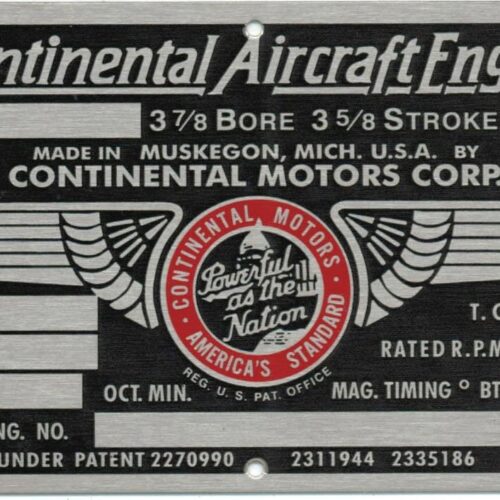 ntinental Aircraft Eng
3 7/8 BORE 3 5/8 STROKE
MADE IN MUSKEGON, MICH. U.S.A. BY
CONTINENTAL MOTORS CORP
CONTINENTAL MOTORS
Powerful
as the
Nation
AMERICA'S STANDARD
REG. U. S. PAT. OFFICE
T. C
RATED R.P.M
OCT. MIN. MAG. TIMING ° BT
NG. NO.
UNDER PATENT 2270990 2311944 2335186